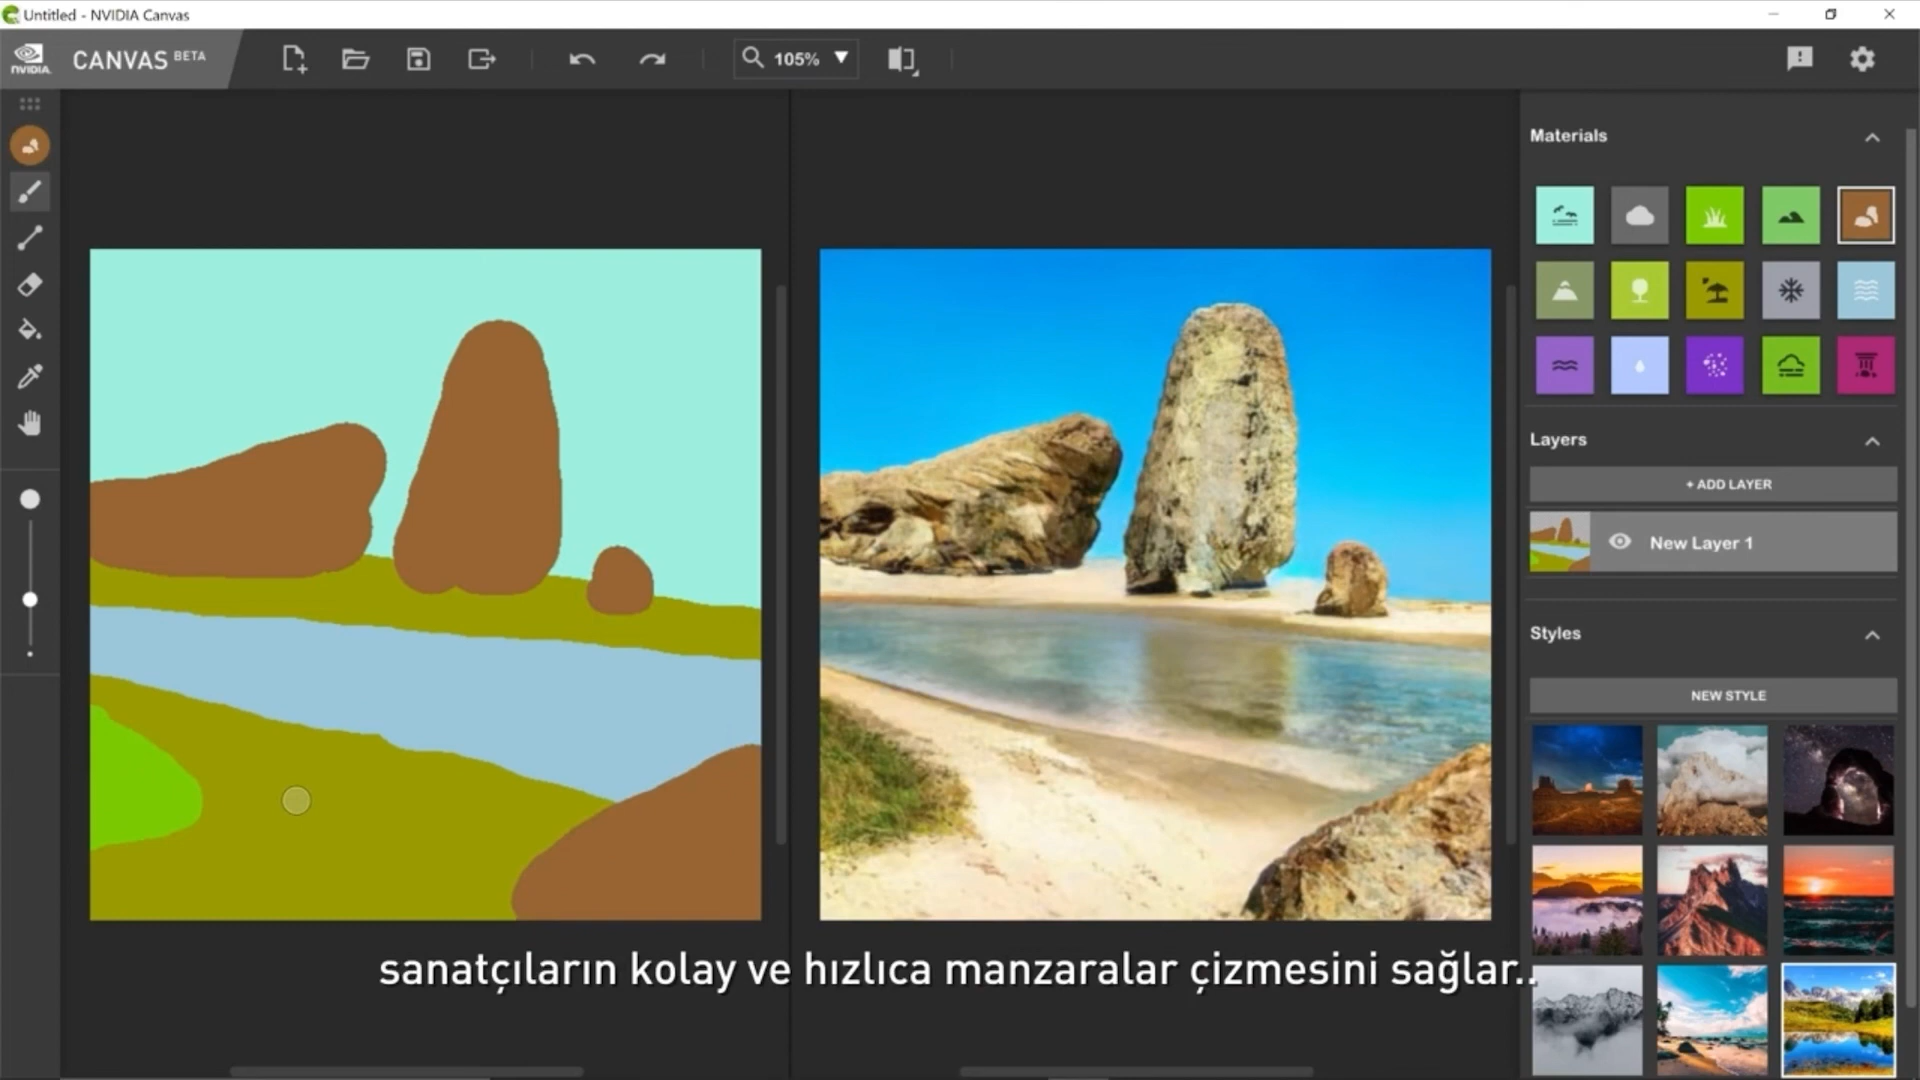 Untitled - NVIDIA Canvas
NVIDIA. CANVAS BETA
105%
Materials
Layers
+ ADD LAYER
New Layer 1
Styles
NEW STYLE
sanatçıların kolay ve hızlıca manzaralar çizmesini sağlar..